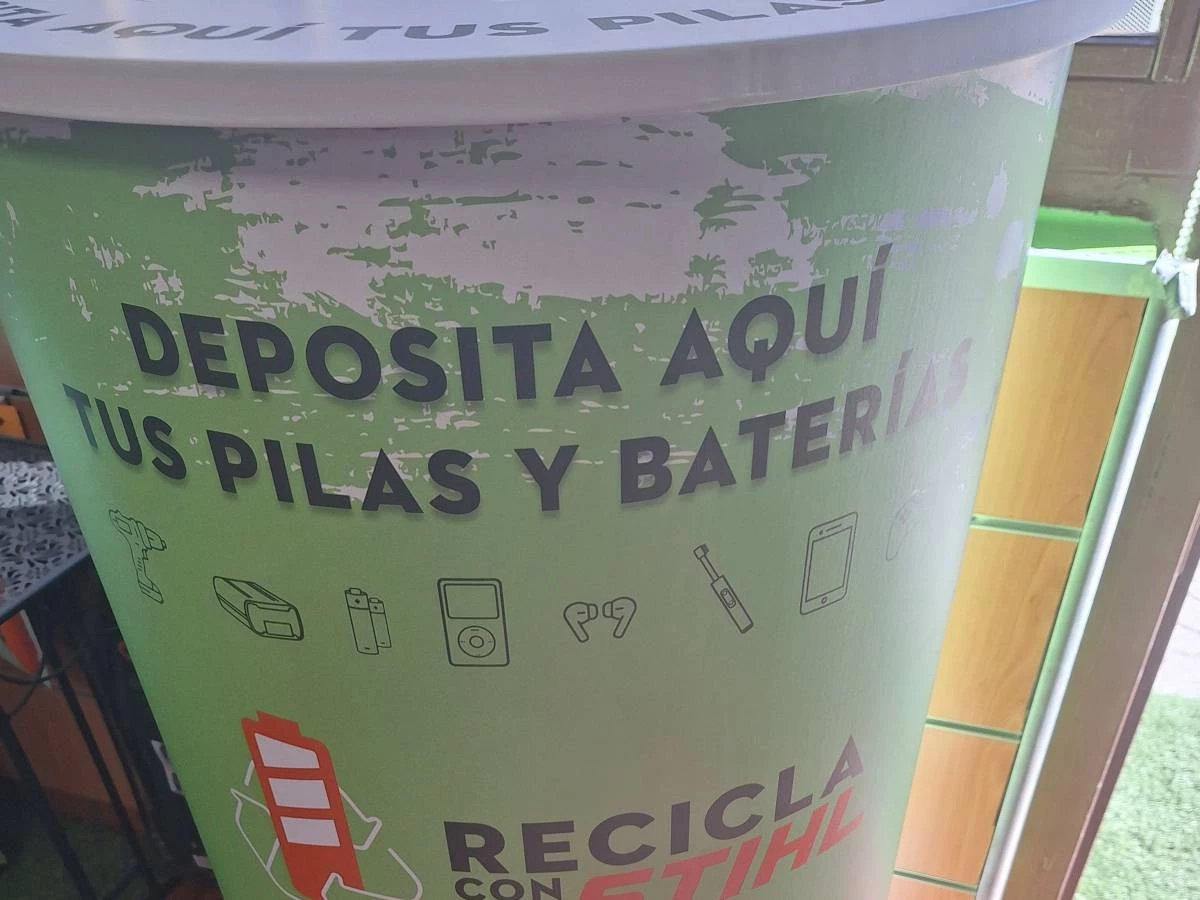 AQUÍ TUS PILAS
DEPOSITA AQUÍ
TUS PILAS Y BATERÍAS
RECICLA
CON STIHL